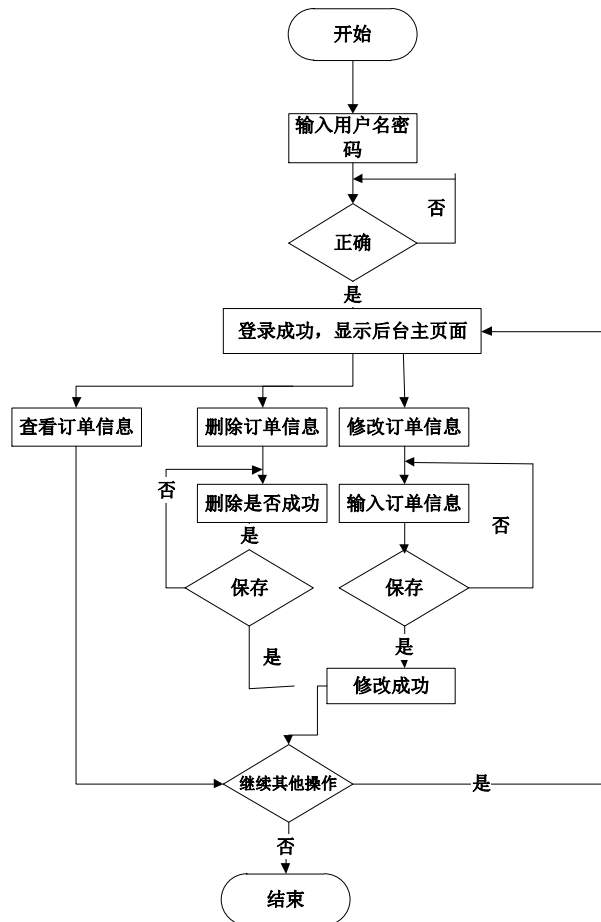 开始
输入用户名密
码
否
正确
是
登录成功，显示后台主页面
查看订单信息
删除订单信息
修改订单信息
否
删除是否成功
输入订单信息
否
是
保存
保存
是
是
修改成功
继续其他操作
是
否
结束